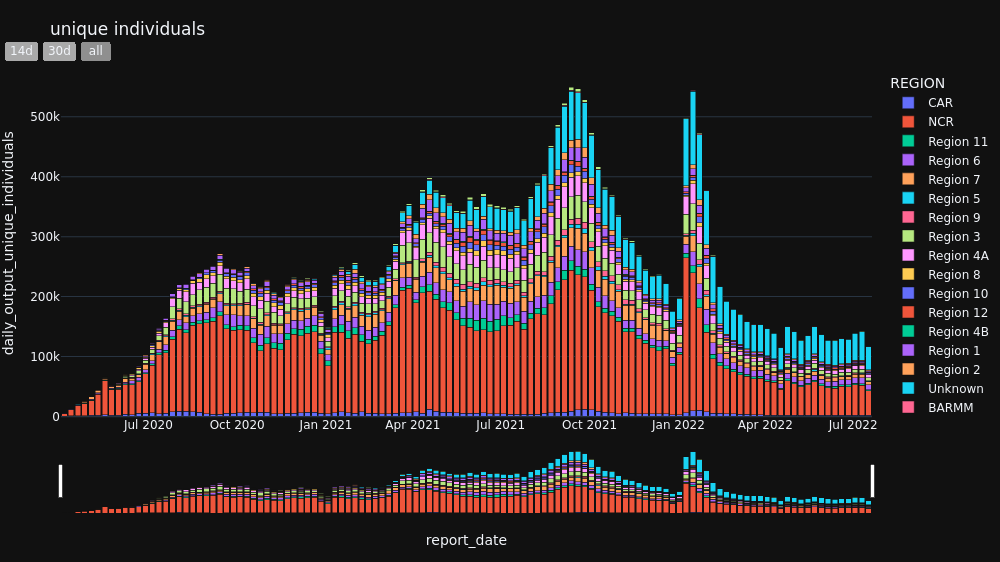 unique individuals
14d 30d all
daily_output_unique_individuals
500k
400k
300k
200k
100k
0
Jul 2020 Oct 2020 Jan 2021 Apr 2021 Jul 2021 Oct 2021 Jan 2022 Apr 2022 Jul 2022
report_date
REGION
CAR
NCR
Region 11
Region 6
Region 7
Region 5
Region 9
Region 3
Region 4A
Region 8
Region 10
Region 12
Region 4B
Region 1
Region 2
Unknown
BARMM